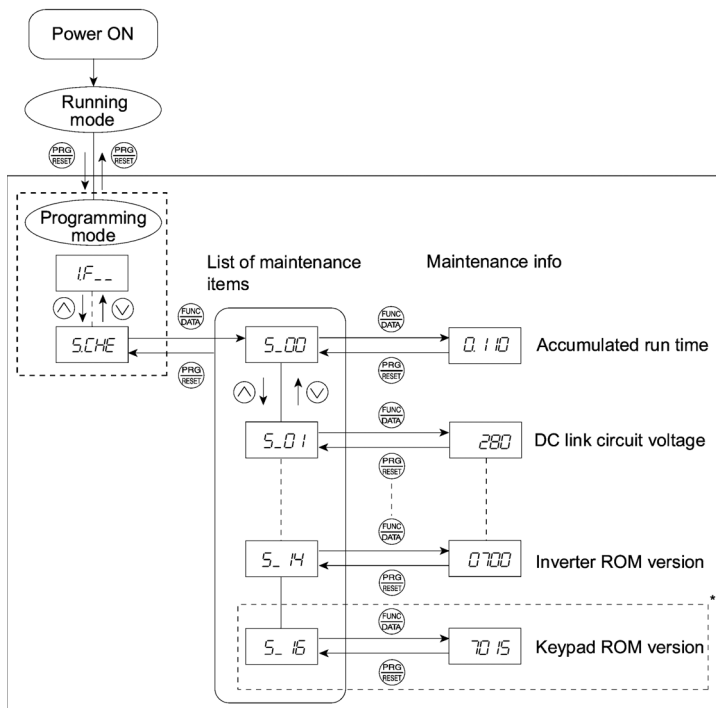 Power ON
Running
mode
PRG
RESET
PRG
RESET
Programming
mode
1.F_ _
5.CHE
List of maintenance
items
Maintenance info
FUNC
DATA
PRG
RESET
5_00
FUNC
DATA
PRG
RESET
0.110
Accumulated run time
5_01
FUNC
DATA
PRG
RESET
280
DC link circuit voltage
5_14
FUNC
DATA
PRG
RESET
0700
Inverter ROM version
*
5_16
FUNC
DATA
PRG
RESET
7015
Keypad ROM version